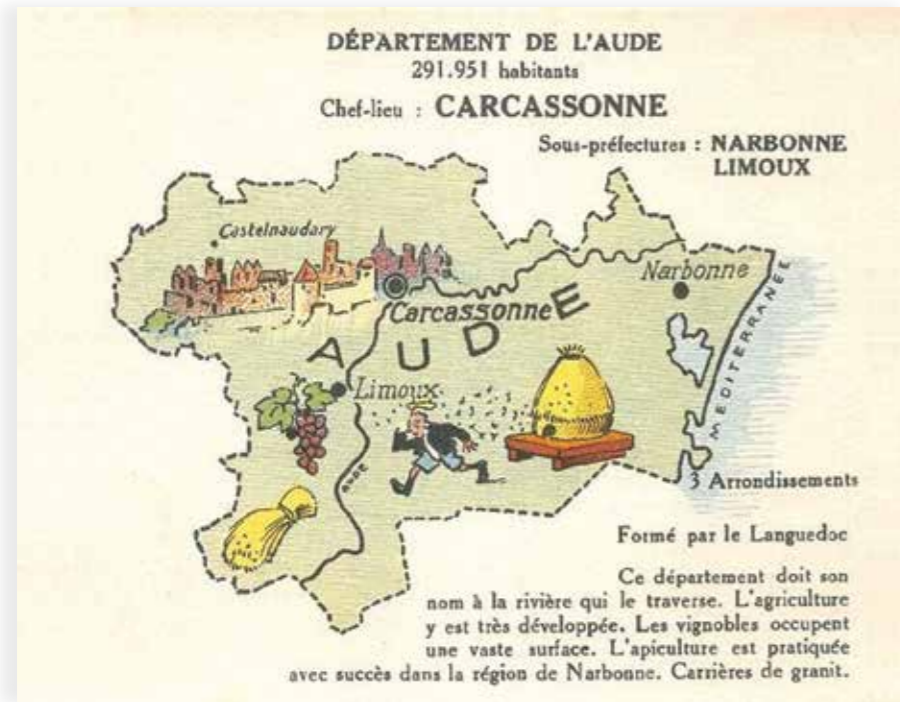 DÉPARTEMENT DE L'AUDE
291.951 habitants
Chef-lieu : CARCASSONNE
Sous-préfectures : NARBONNE
LIMOUX
Castelnaudary
Narbonne
Carcassonne
MÉDITERRANÉE
AUDE
Limoux
AUDE
3 Arrondissements
Formé par le Languedoc
Ce département doit son
nom à la rivière qui le traverse. L'agriculture
y est très développée. Les vignobles occupent
une vaste surface. L'apiculture est pratiquée
avec succès dans la région de Narbonne. Carrières de granit.